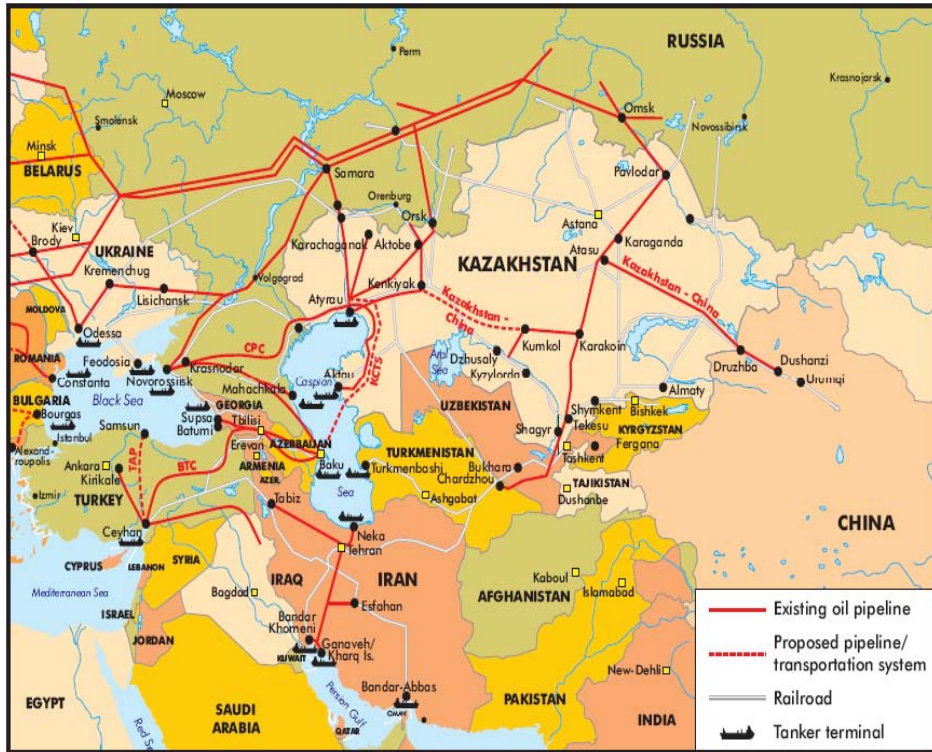 RUSSIA
Perm
Krasnojarsk
Moscow
Smolensk
Omsk
Novossibirsk
Minsk
BELARUS
Samara
Pavlodar
Orenburg
Orsk
Astana
Kiev
Brody
UKRAINE
Kremenchug
Lisichansk
Volgograd
Karachaganak
Aktobe
Kenkiyak
KAZAKHSTAN
Atasu
Karaganda
Kazakhstan - China
MOLDOVA
Odessa
Atyrau
Kazakhstan -
China
ROMANIA
Feodosia
Novorossiisk
Krasnodar
CPC
KCTS
Aral
Sea
Dzhusaly
Kumkol
Karakoin
Kyzylorda
Druzhba
Dushanzi
Urumqi
Constanta
Mahachkala
Caspian
Aktau
BULGARIA
Bourgas
Black Sea
GEORGIA
Tbilisi
Supsa
Batumi
UZBEKISTAN
Shymkent
Tekesu
Bishkek
Almaty
KYRGYZSTAN
Fergana
Samsun
Istanbul
Alexand-
roupolis
Erevan
AZERBAIJAN
ARMENIA
AZER.
Baku
TURKMENISTAN
Turkmenbashi
Shagyr
Tashkent
Bukhara
Chardzhou
Ankara
Kirikale
TAP
BTC
Izmir
TURKEY
Sea
Ashgabat
TAJIKISTAN
Dushanbe
CHINA
Tabiz
Ceyhan
Neka
Tehran
CYPRUS
LEBANON
SYRIA
IRAQ
IRAN
Kaboul
AFGHANISTAN
Islamabad
Mediterranean Sea
Bagdad
Esfahan
ISRAEL
JORDAN
Bandar
Khomeni
KUWAIT
Ganaveh/
Kharq Is.
New-Dehli
EGYPT
SAUDI
ARABIA
Persian Gulf
Bandar-Abbas
OMAN
PAKISTAN
INDIA
Red Se
QATAR
Existing oil pipeline
Proposed pipeline/
transportation system
Railroad
Tanker terminal